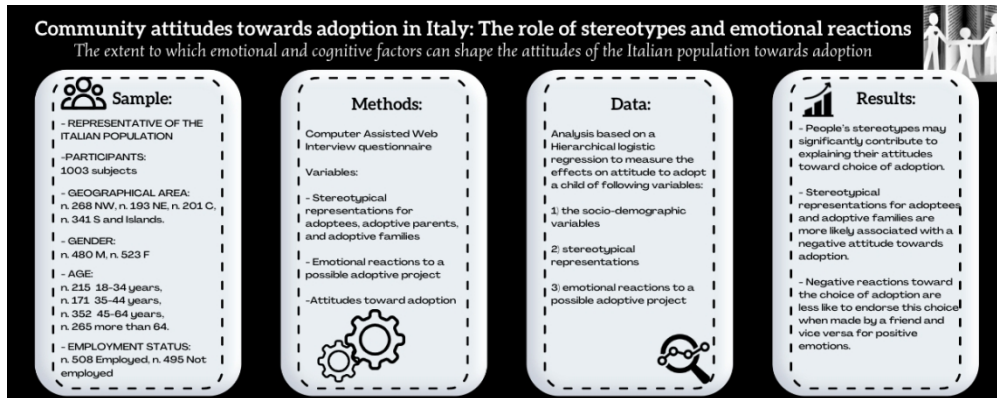 Community attitudes towards adoption in Italy: The role of stereotypes and emotional reactions
The extent to which emotional and cognitive factors can shape the attitudes of the Italian population towards adoption
Sample:
- REPRESENTATIVE OF THE
ITALIAN POPULATION
-PARTICIPANTS:
1003 subjects
- GEOGRAPHICAL AREA:
n. 268 NW, n. 193 NE, n. 201 C,
n. 341 S and Islands.
- GENDER:
n. 480 M, n. 523 F
- AGE:
n. 215 18-34 years,
n. 171 35-44 years,
n. 352 45-64 years,
n. 265 more than 64.
- EMPLOYMENT STATUS:
n. 508 Employed, n. 495 Not
employed
Methods:
Computer Assisted Web
Interview questionnaire
Variables:
- Stereotypical
representations for
adoptees, adoptive parents,
and adoptive families
- Emotional reactions to a
possible adoptive project
-Attitudes toward adoption
Data:
Analysis based on a
Hierarchical logistic
regression to measure the
effects on attitude to adopt
a child of following variables:
1) the socio-demographic
variables
2) stereotypical
representations
3) emotional reactions to a
possible adoptive project
Results:
- People's stereotypes may
significantly contribute to
explaining their attitudes
toward choice of adoption.
- Stereotypical
representations for adoptees
and adoptive families are
more likely associated with a
negative attitude towards
adoption.
- Negative reactions toward
the choice of adoption are
less like to endorse this choice
when made by a friend and
vice versa for positive
emotions.